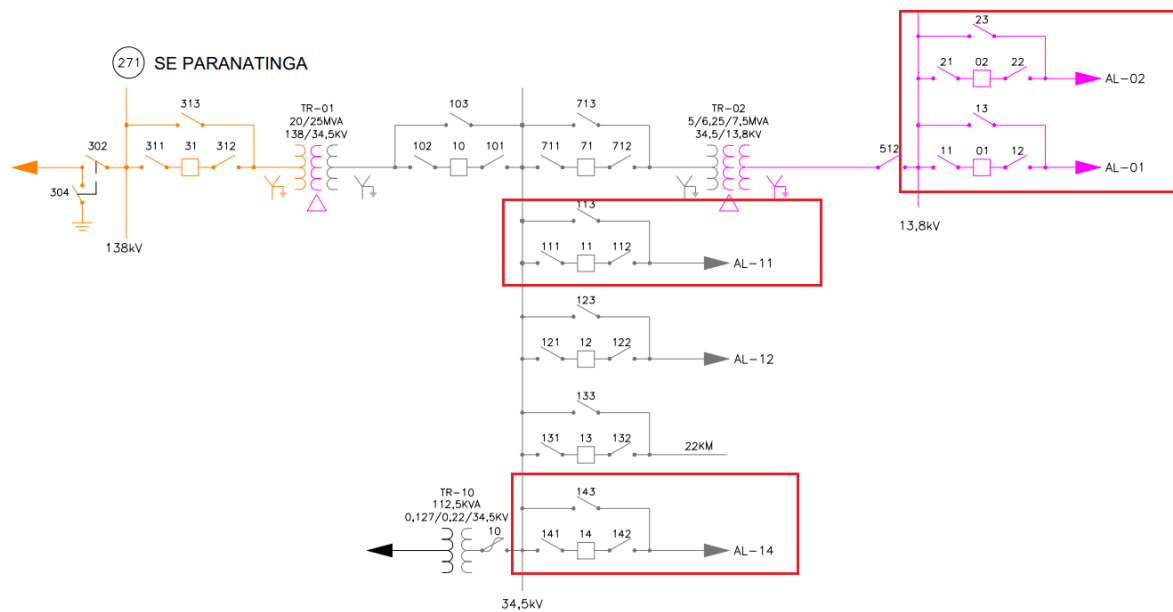 271 SE PARANATINGA
302
304
138kV
313
311 31 312
TR-01
20/25MVA
138/34,5KV
103
102 10 101
713
711 71 712
TR-02
5/6,25/7,5MVA
34,5/13,8KV
512
23
21 02 22 AL-02
13
11 01 12 AL-01
13,8kV
113
111 11 112 AL-11
123
121 12 122 AL-12
133
131 13 132 22KM
TR-10
112,5KVA
0,127/0,22/34,5KV
10
143
141 14 142 AL-14
34,5kV